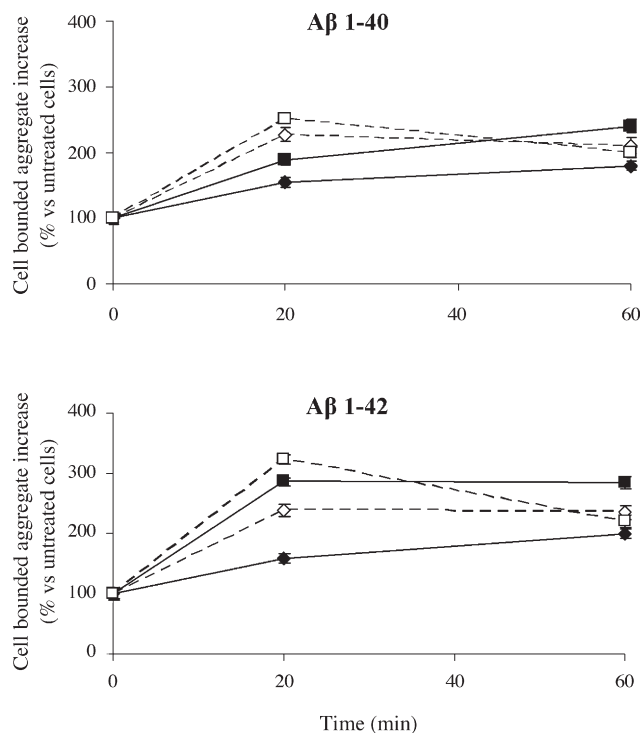 Aβ 1-40
Cell bounded aggregate increase
(% vs untreated cells)
400
300
200
100
0
0 20 40 60
Aβ 1-42
Cell bounded aggregate increase
(% vs untreated cells)
400
300
200
100
0
0 20 40 60
Time (min)